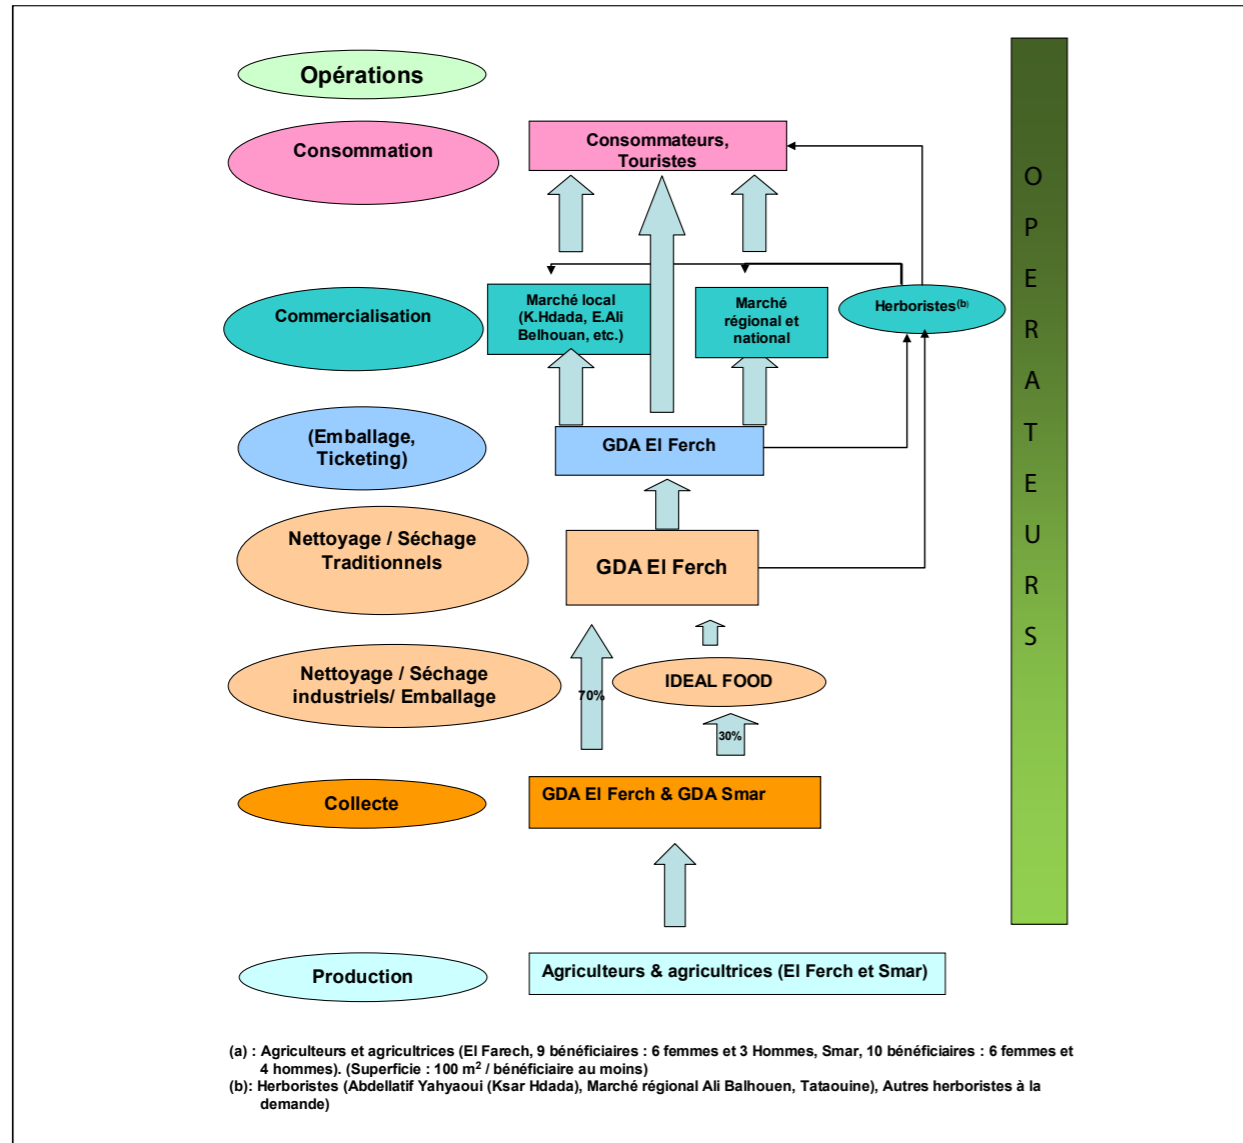 Opérations
Consommation
Consommateurs,
Touristes
Commercialisation
Marché local
(K.Hdada, E.Ali
Belhouan, etc.)
Marché
régional et
national
Herboristes(b)
(Emballage,
Ticketing)
GDA El Ferch
Nettoyage / Séchage
Traditionnels
GDA El Ferch
Nettoyage / Séchage
industriels/ Emballage
70%
IDEAL FOOD
30%
Collecte
GDA El Ferch & GDA Smar
Production
Agriculteurs & agricultrices (El Ferch et Smar)
O
P
E
R
A
T
E
U
R
S
(a) : Agriculteurs et agricultrices (El Farech, 9 bénéficiaires : 6 femmes et 3 Hommes, Smar, 10 bénéficiaires : 6 femmes et
4 hommes). (Superficie : 100 m² / bénéficiaire au moins)
(b): Herboristes (Abdellatif Yahyaoui (Ksar Hdada), Marché régional Ali Balhouen, Tataouine), Autres herboristes à la
demande)